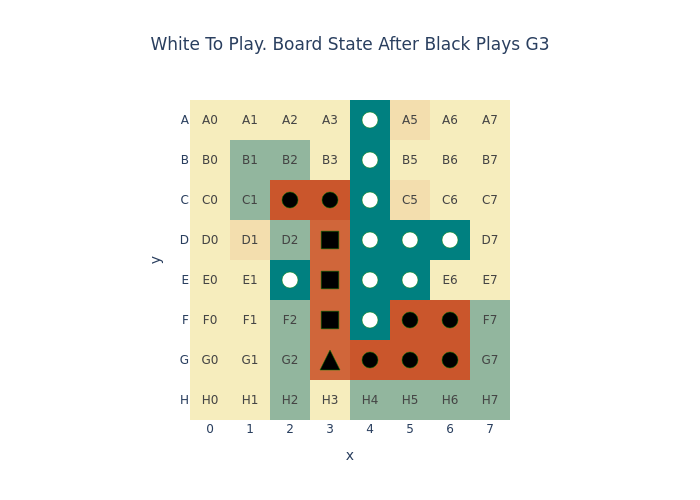 White To Play. Board State After Black Plays G3
A A0 A1 A2 A3 A5 A6 A7
B B0 B1 B2 B3 B5 B6 B7
C C0 C1 C5 C6 C7
D D0 D1 D2 D7
E E0 E1 E6 E7
F F0 F1 F2 F7
G G0 G1 G2 G7
H H0 H1 H2 H3 H4 H5 H6 H7
0 1 2 3 4 5 6 7
x
y